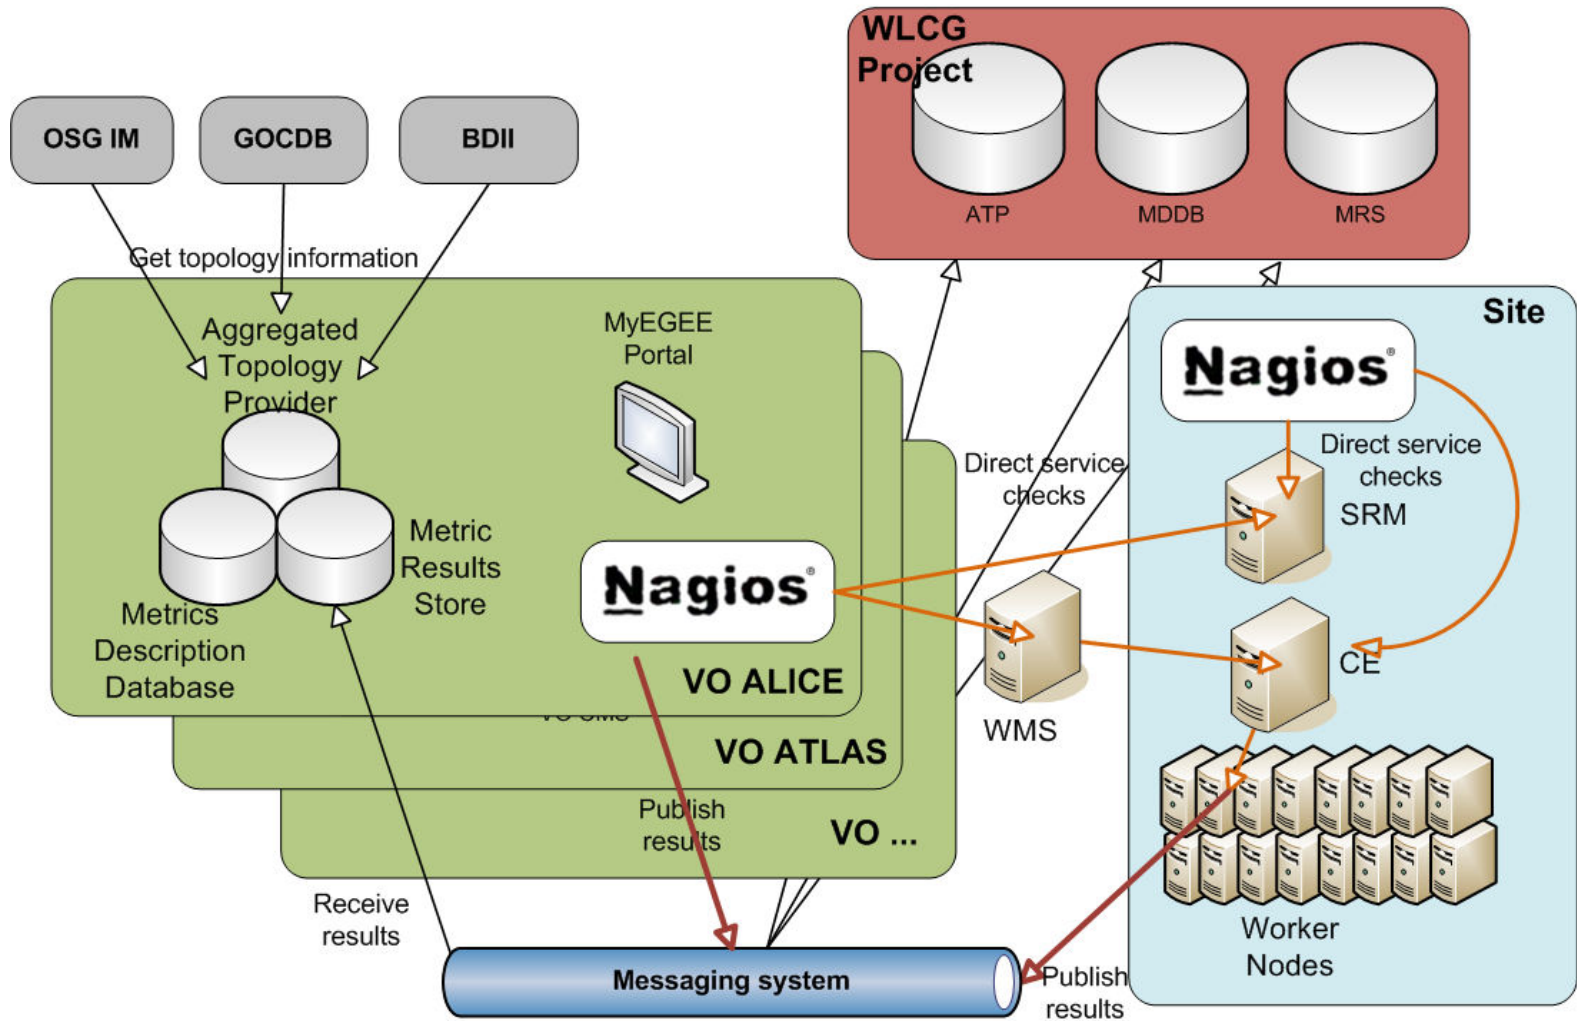 WLCG
Project
ATP
MDDB
MRS
OSG IM
GOCDB
BDII
Get topology information
Aggregated
Topology
Provider
MyEGEE
Portal
Metric
Results
Store
Metrics
Description
Database
Nagios®
VO ALICE
VO ATLAS
VO ...
Publish
results
Receive
results
Messaging system
Direct service
checks
WMS
Site
Nagios®
Direct service
checks
SRM
CE
Worker
Nodes
Publish
results